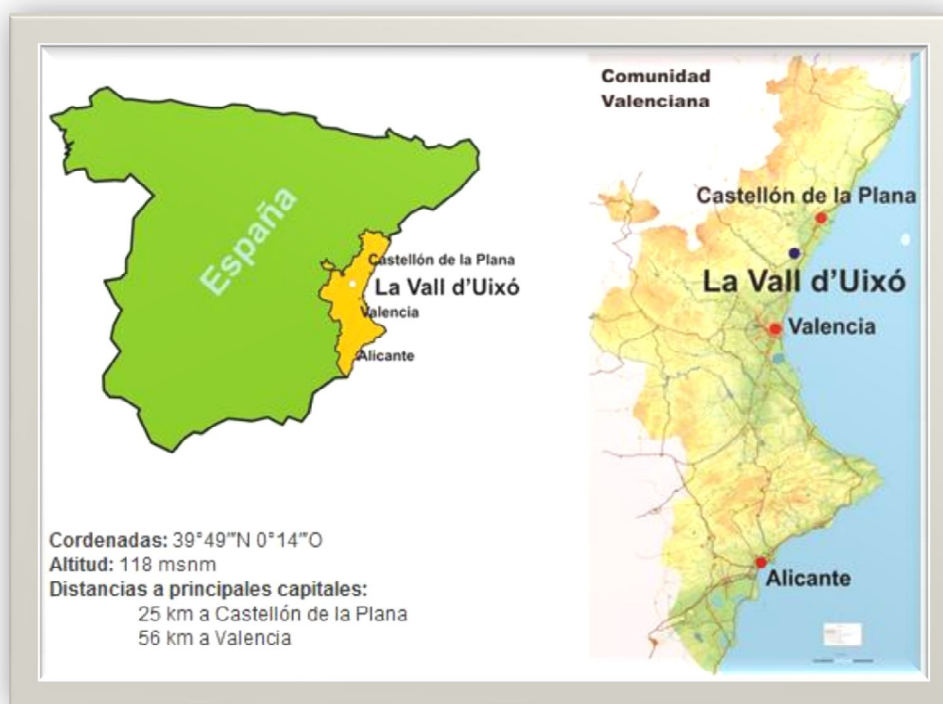 España
Castellón de la Plana
La Vall d'Uixó
Valencia
Alicante
Comunidad
Valenciana
Castellón de la Plana
La Vall d'Uixó
Valencia
Alicante
Cordenadas: 39°49'"N 0°14'"O
Altitud: 118 msnm
Distancias a principales capitales:
25 km a Castellón de la Plana
56 km a Valencia